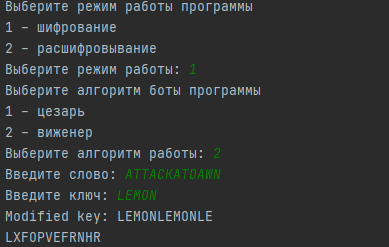 Выберите режим работы программы
1 – шифрование
2 – расшифровывание
Выберите режим работы: 1
Выберите алгоритм боты программы
1 – цезарь
2 – виженер
Выберите алгоритм работы: 2
Введите слово: ATTACKATDAWN
Введите ключ: LEMON
Modified key: LEMONLEMONLE
LXFOPVEFRNHR